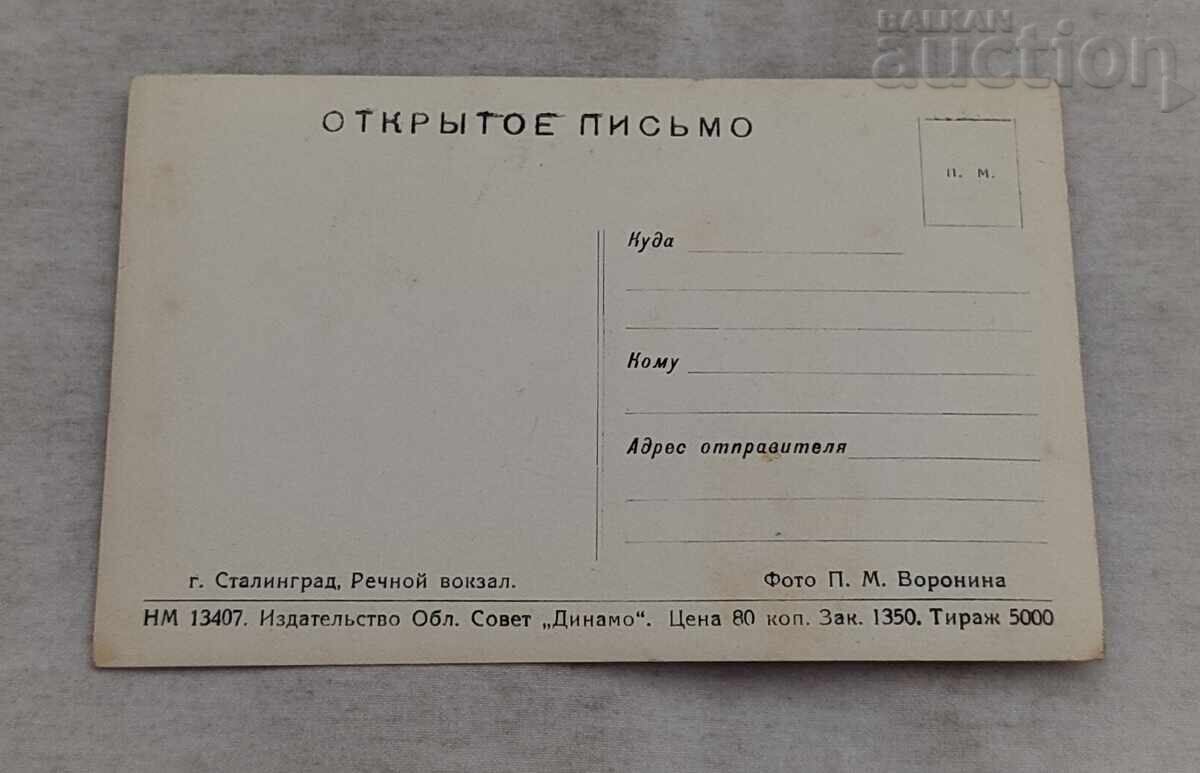 BALKAN
auction
ОТКРЫТОЕ ПИСЬМО
П. М.
Куда
Кому
Адрес отправителя
г. Сталинград, Речной вокзал.
Фото П. М. Воронина
НМ 13407. Издательство Обл. Совет „Динамо“. Цена 80 коп. Зак. 1350. Тираж 5000